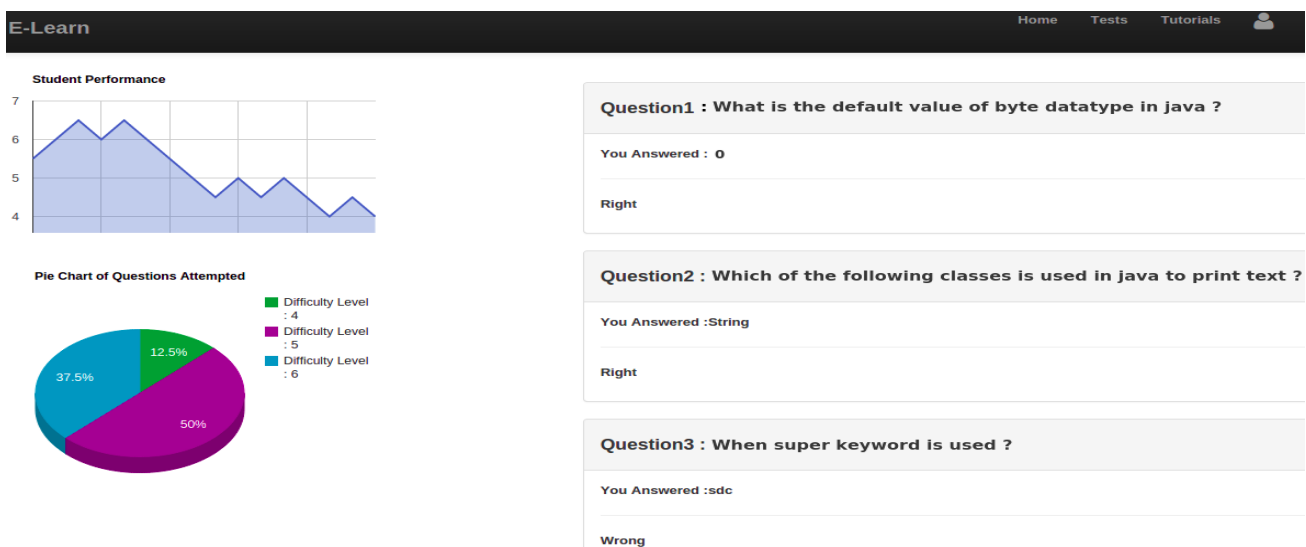 E-Learn
Home Tests Tutorials
Student Performance
7
6
5
4
Pie Chart of Questions Attempted
Difficulty Level
: 4
Difficulty Level
: 5
Difficulty Level
: 6
12.5%
37.5%
50%
Question1 : What is the default value of byte datatype in java ?
You Answered : 0
Right
Question2 : Which of the following classes is used in java to print text ?
You Answered :String
Right
Question3 : When super keyword is used ?
You Answered :sdc
Wrong